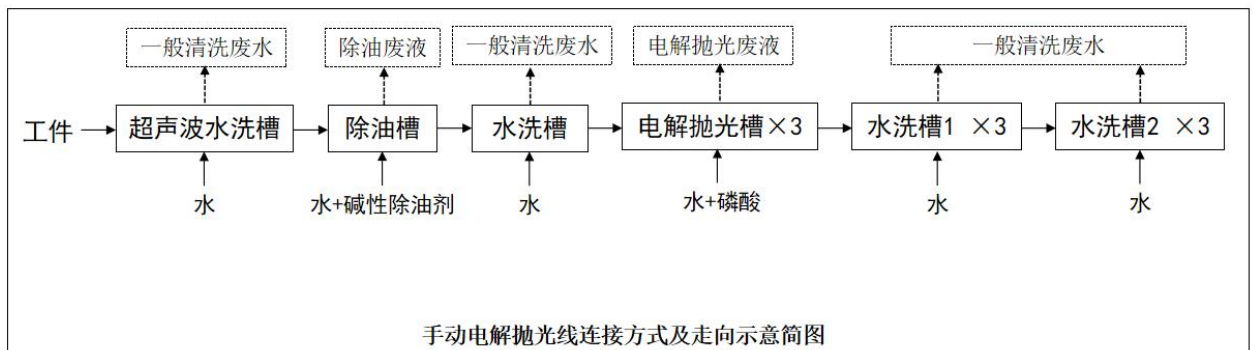 一般清洗废水 除油废液 一般清洗废水 电解抛光废液 一般清洗废水
工件 超声波水洗槽 除油槽 水洗槽 电解抛光槽×3 水洗槽1 ×3 水洗槽2 ×3
水 水+碱性除油剂 水 水+磷酸 水 水
手动电解抛光线连接方式及走向示意简图